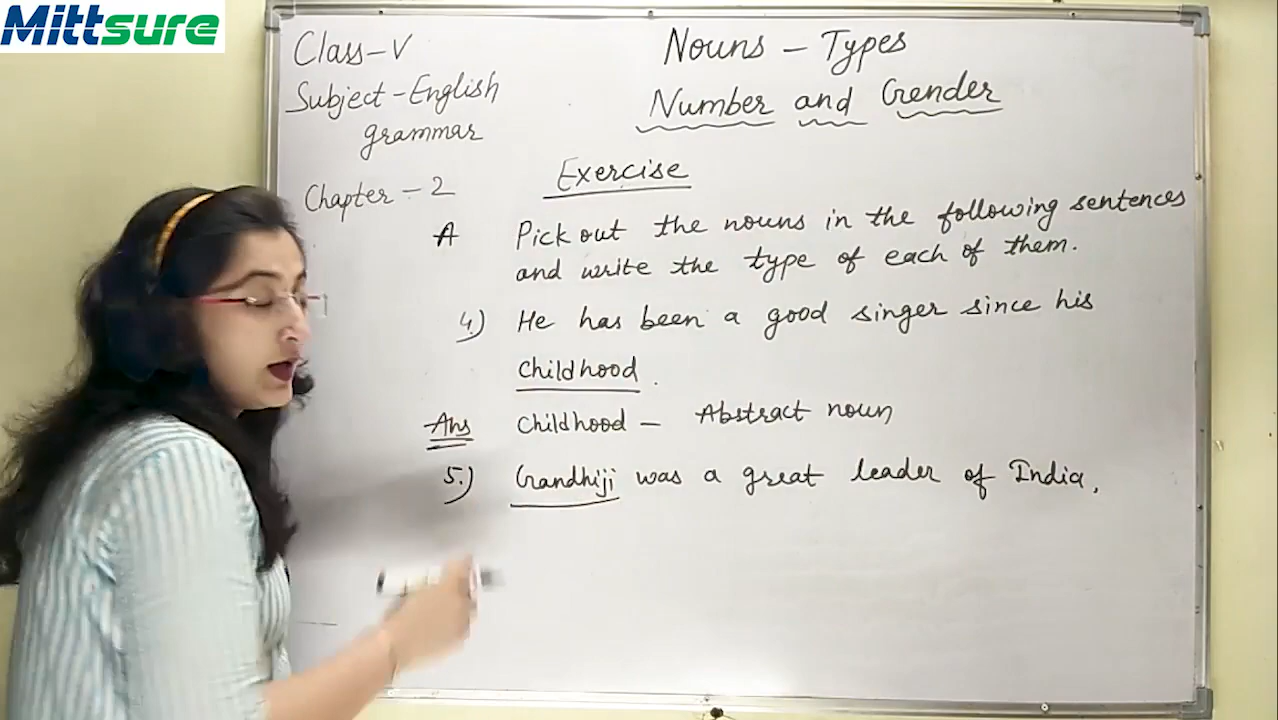 Mittsure
Class-V
Subject-English
grammar
Chapter - 2
Nouns - Types
Number and Gender
Exercise
A Pick out the nouns in the following sentences
and write the type of each of them.
4.) He has been a good singer since his
Childhood.
Ans Childhood - Abstract noun
5.) Gandhiji was a great leader of India.